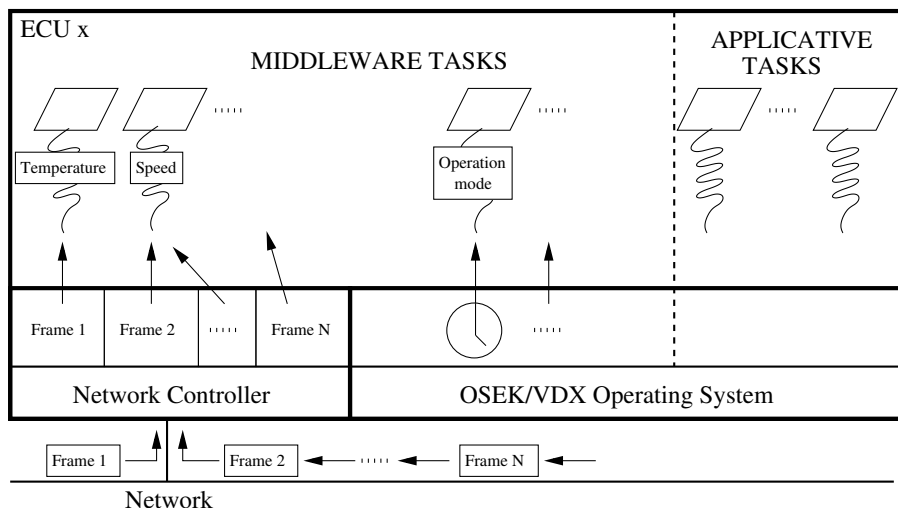 ECU x
MIDDLEWARE TASKS
APPLICATIVE
TASKS
Temperature
Speed
Operation
mode
Frame 1
Frame 2
Frame N
Network Controller
OSEK/VDX Operating System
Frame 1
Frame 2
Frame N
Network